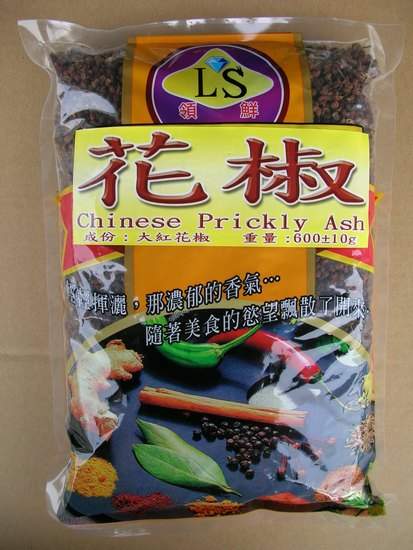 LS
領鮮
花椒
Chinese Prickly Ash
成份：大紅花椒 重量：600±10g
揮灑，那濃郁的香氣…
隨著美食的慾望飄散了開來